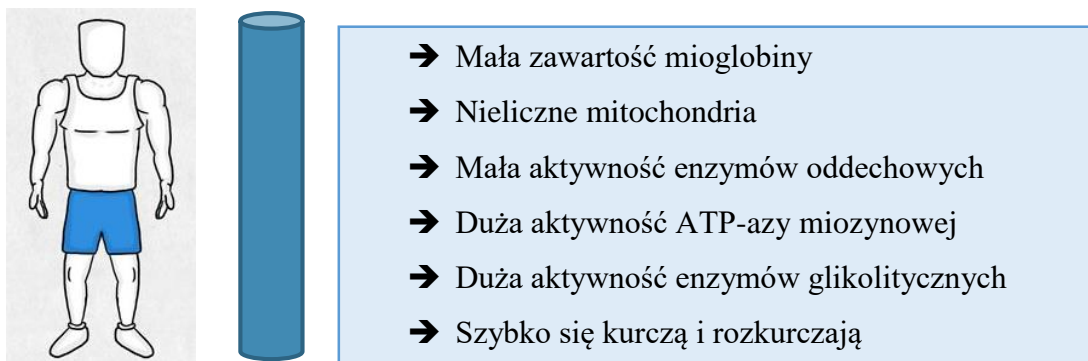 ➔ Mała zawartość mioglobiny
➔ Nieliczne mitochondria
➔ Mała aktywność enzymów oddechowych
➔ Duża aktywność ATP-azy miozynowej
➔ Duża aktywność enzymów glikolitycznych
➔ Szybko się kurczą i rozkurczają